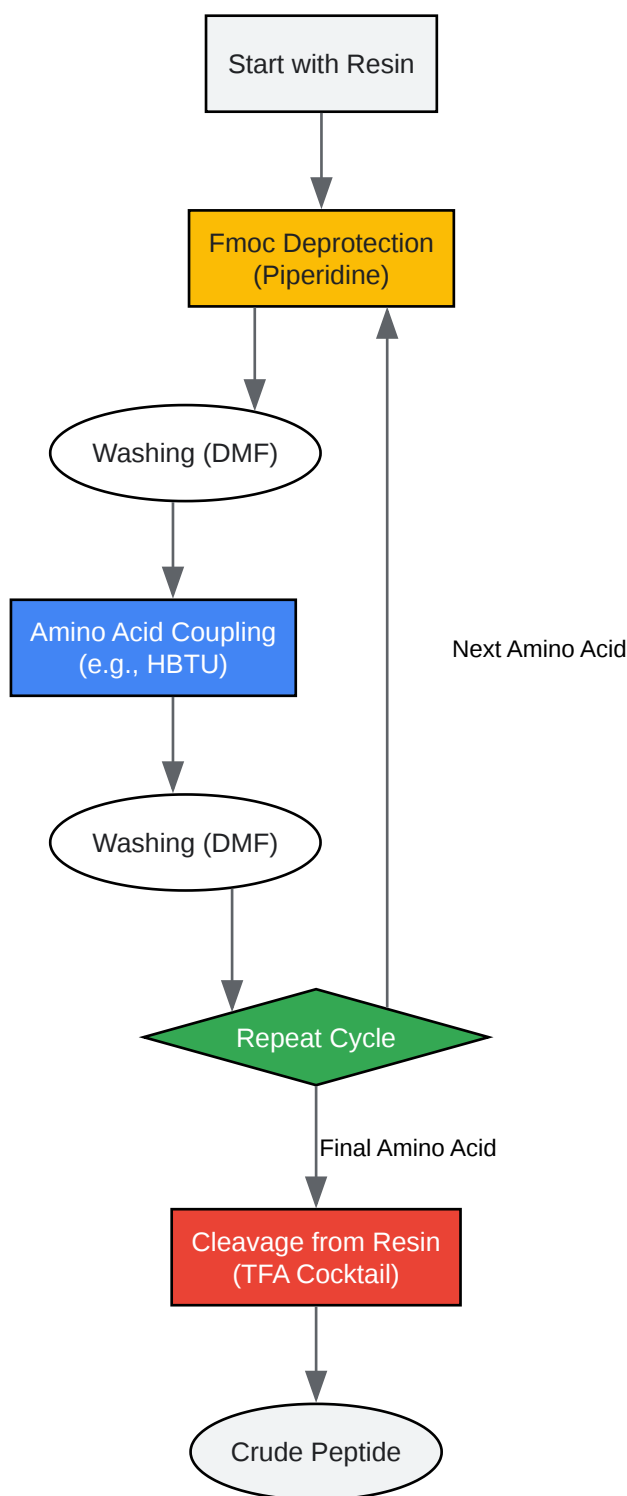 Start with Resin
Fmoc Deprotection
(Piperidine)
Washing (DMF)
Amino Acid Coupling
(e.g., HBTU)
Next Amino Acid
Washing (DMF)
Repeat Cycle
Final Amino Acid
Cleavage from Resin
(TFA Cocktail)
Crude Peptide